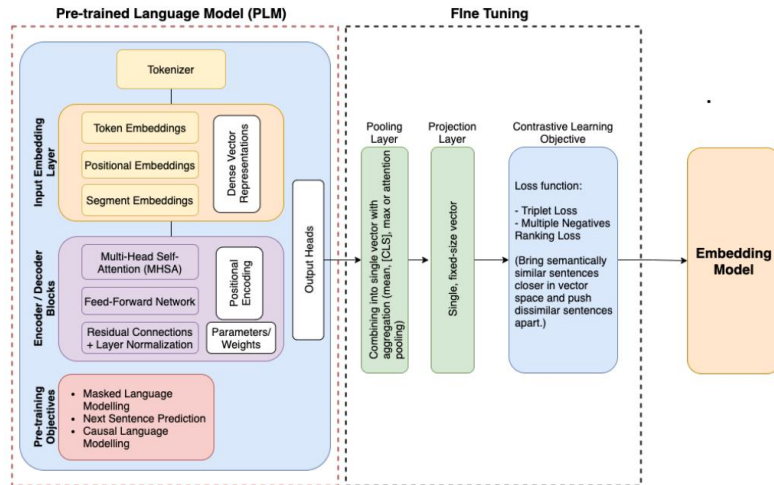 Pre-trained Language Model (PLM)
FIne Tuning
Tokenizer
Input Embedding
Layer
Token Embeddings
Positional Embeddings
Segment Embeddings
Dense Vector
Representations
Encoder / Decoder
Blocks
Multi-Head Self-
Attention (MHSA)
Feed-Forward Network
Residual Connections
+ Layer Normalization
Positional
Encoding
Parameters/
Weights
Pre-training
Objectives
• Masked Language
Modelling
• Next Sentence Prediction
• Causal Language
Modelling
Output Heads
Pooling
Layer
Combining into single vector with
aggregation (mean, [CLS], max or attention
pooling)
Projection
Layer
Single, fixed-size vector
Contrastive Learning
Objective
Loss function:
- Triplet Loss
- Multiple Negatives
Ranking Loss
(Bring semantically
similar sentences
closer in vector
space and push
dissimilar sentences
apart.)
Embedding
Model